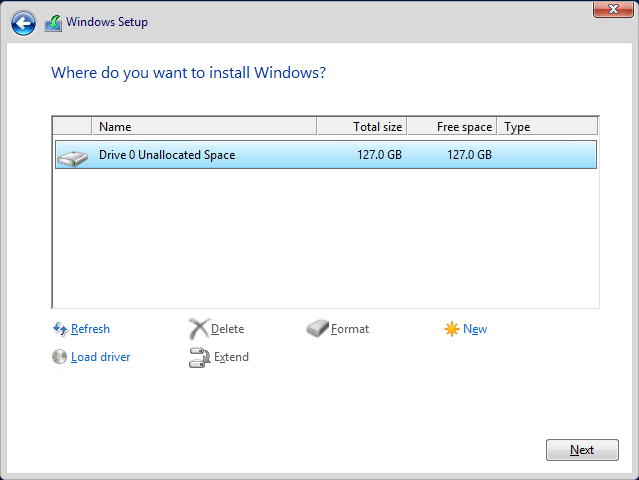 Windows Setup
Where do you want to install Windows?
Name Total size Free space Type
Drive 0 Unallocated Space 127.0 GB 127.0 GB
Refresh Delete Format New
Load driver Extend
Next